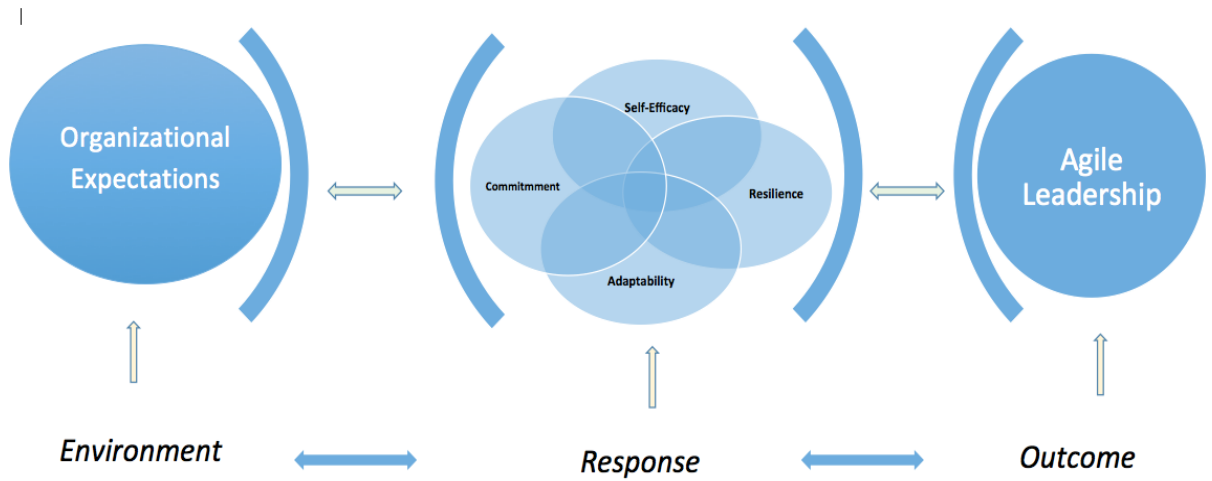 Organizational
Expectations
Self-Efficacy
Commitmment
Resilience
Adaptability
Agile
Leadership
Environment
Response
Outcome